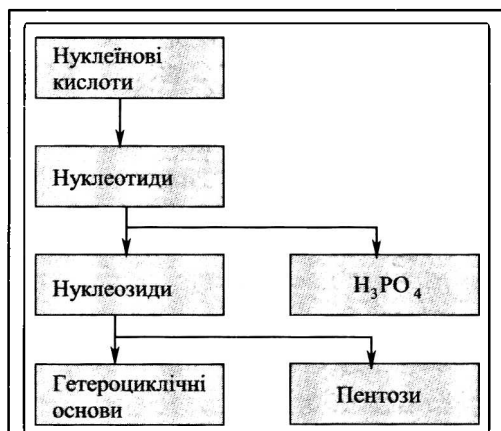 Нуклеїнові
кислоти
Нуклеотиди
Нуклеозиди
H₃PO₄
Гетероциклічні
основи
Пентози